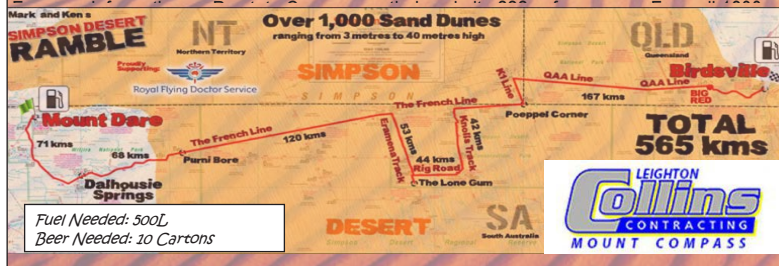 Mark and Ken s
SIMPSON DESERT
RAMBLE
NT
Northern Territory
Proudly
Supporting:
Royal Flying Doctor Service
Over 1,000 Sand Dunes
ranging from 3 metres to 40 metres high
SIMPSON
SIMPSON
QLD
Queensland
K1 Line
QAA Line
QAA Line
Birdsville
BIG
RED
167 kms
Poeppel Corner
The French Line
Mount Dare
71 kms
68 kms
The French Line
120 kms
Purni Bore
Dalhousie
Springs
Eramena Track
53 kms
44 kms
Rig Road
Knolls Track
42 kms
The Lone Gum
TOTAL
565 kms
Fuel Needed: 500L
Beer Needed: 10 Cartons
DESERT
SA
South Australia
Simpson Desert Regional Reserve
LEIGHTON
Collins
CONTRACTING
MOUNT COMPASS